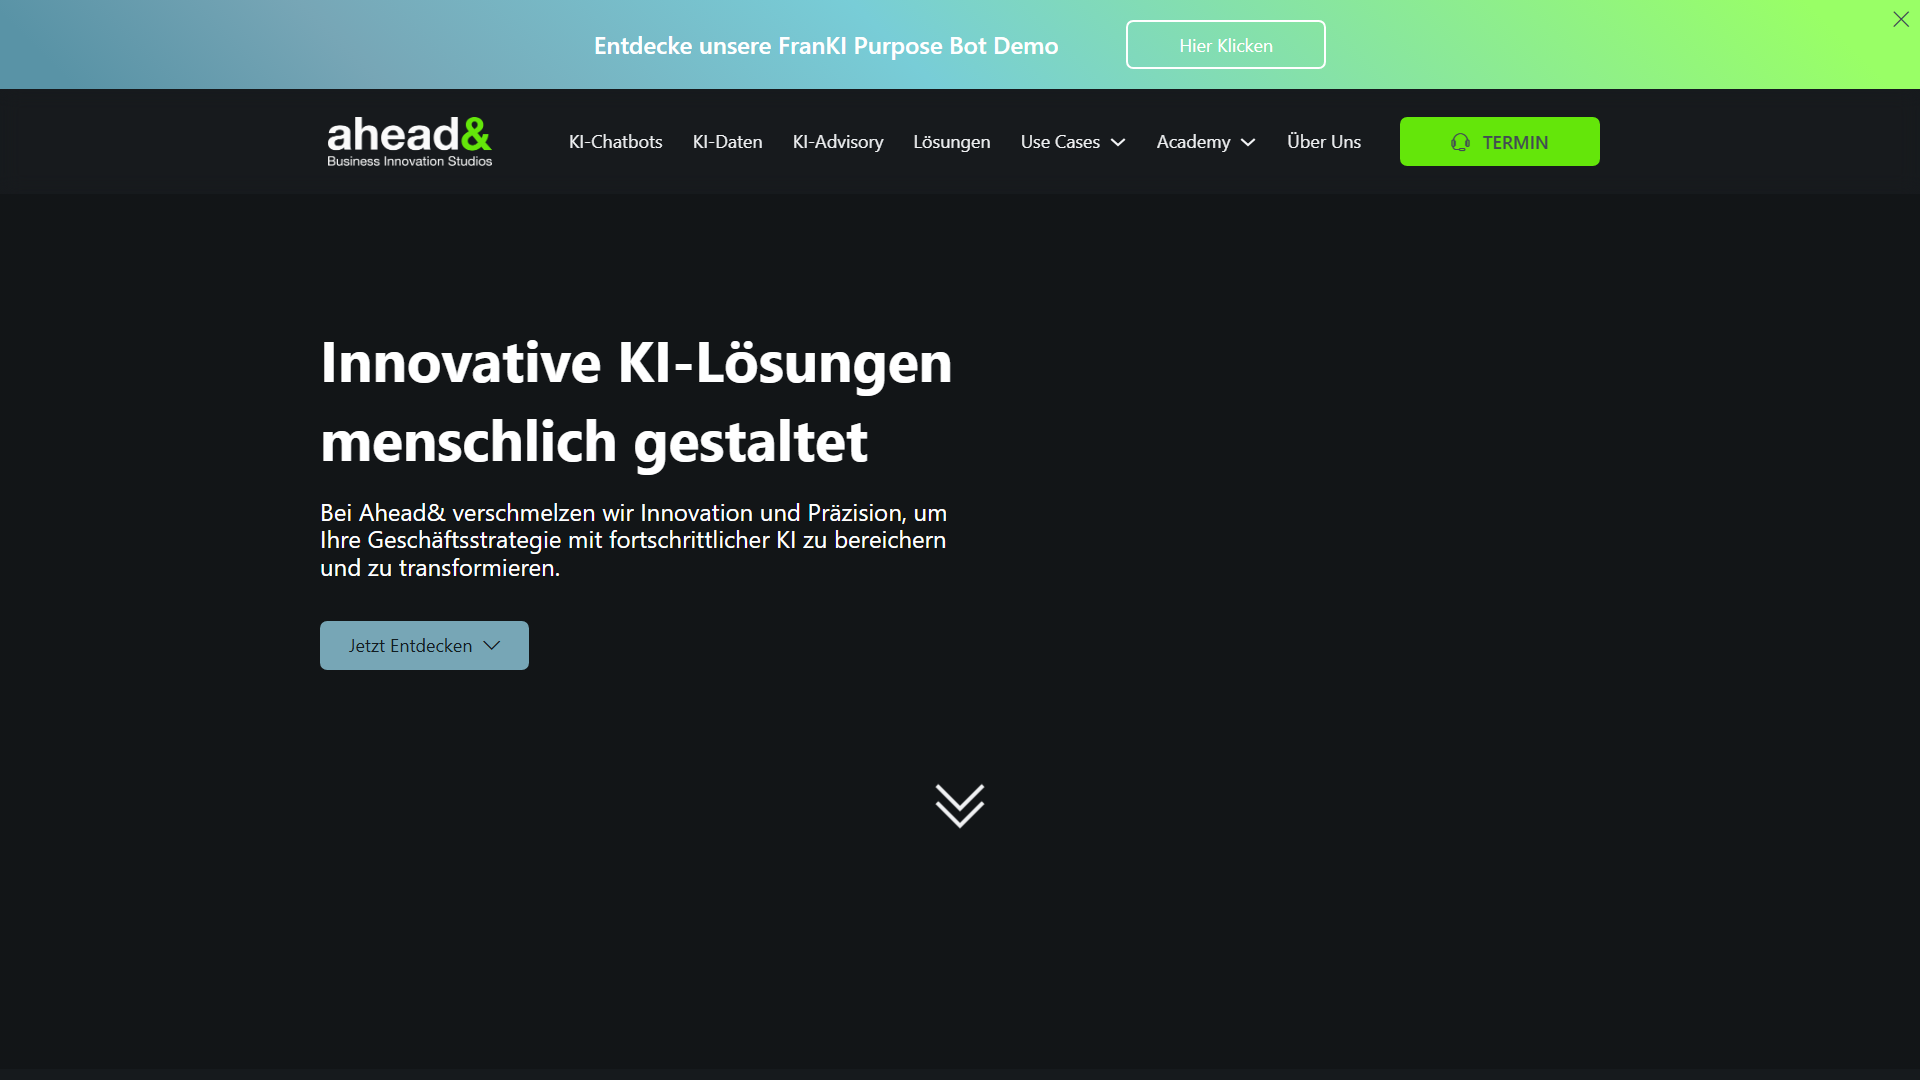 Entdecke unsere FranKI Purpose Bot Demo
Hier Klicken
ahead&
Business Innovation Studios
KI-Chatbots
KI-Daten
KI-Advisory
Lösungen
Use Cases
Academy
Über Uns
TERMIN
Innovative KI-Lösungen
menschlich gestaltet
Bei Ahead& verschmelzen wir Innovation und Präzision, um
Ihre Geschäftsstrategie mit fortschrittlicher KI zu bereichern
und zu transformieren.
Jetzt Entdecken